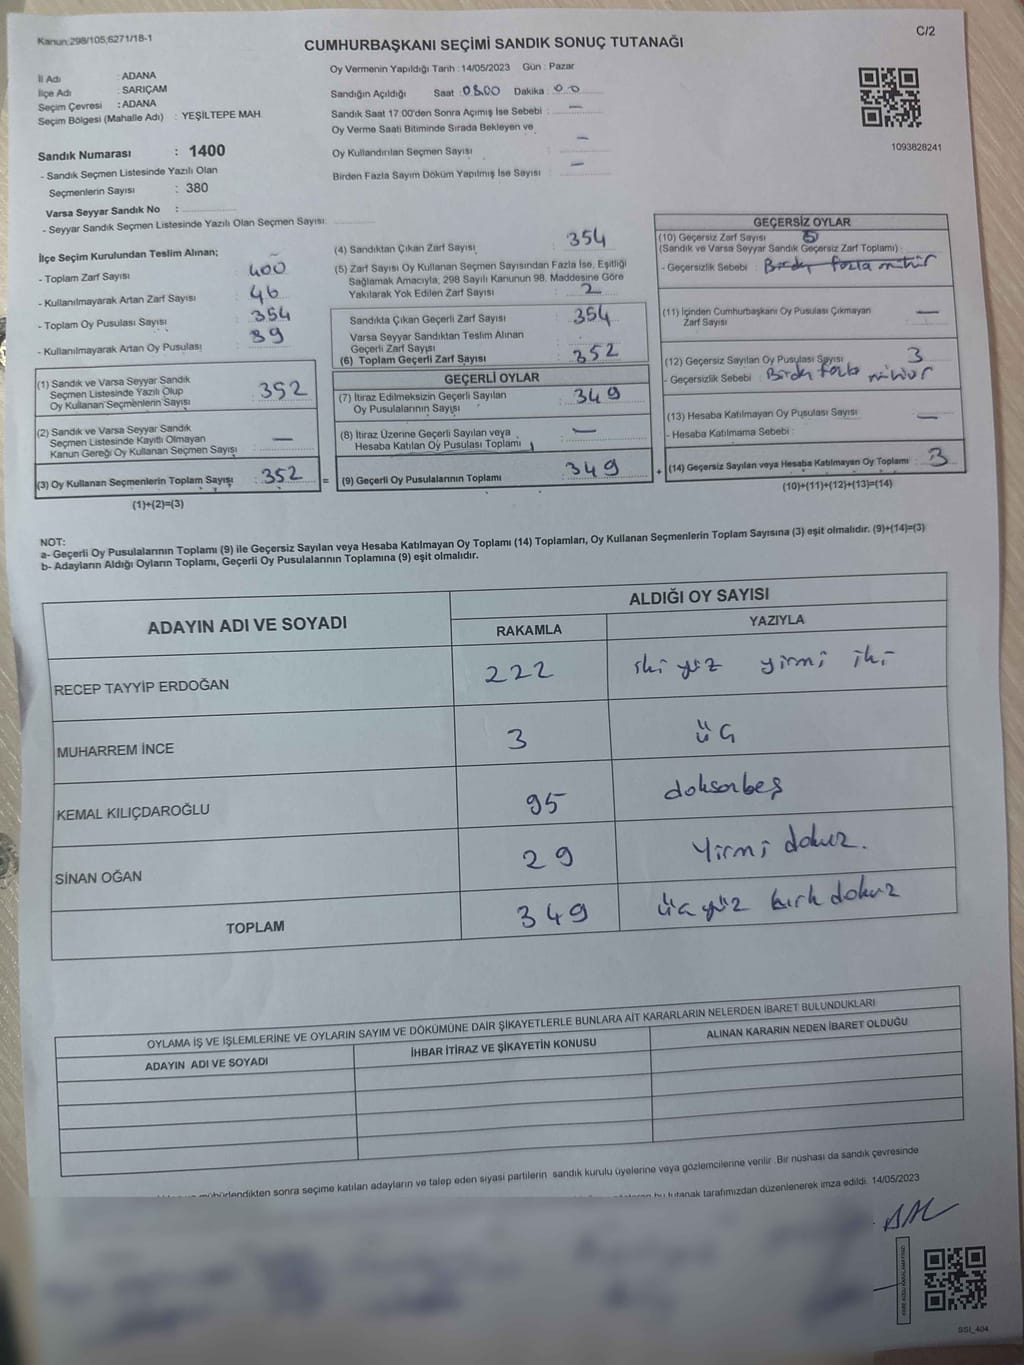 Kanun:298/105,6271/18-1
C/2
CUMHURBAŞKANI SEÇİMİ SANDIK SONUÇ TUTANAĞI
İl Adı : ADANA
İlçe Adı : SARIÇAM
Seçim Çevresi : ADANA
Seçim Bölgesi (Mahalle Adı) : YEŞİLTEPE MAH.
Oy Vermenin Yapıldığı Tarih : 14/05/2023 Gün : Pazar
Sandığın Açıldığı Saat : 08.00 Dakika : 00
Sandık Saat 17:00'den Sonra Açımış İse Sebebi : —
Oy Verme Saati Bitiminde Sırada Bekleyen ve
Oy Kullandırılan Seçmen Sayısı —
Birden Fazla Sayım Döküm Yapılmış İse Sayısı : —
1093828241
Sandık Numarası : 1400
- Sandık Seçmen Listesinde Yazılı Olan
Seçmenlerin Sayısı : 380
Varsa Seyyar Sandık No :
- Seyyar Sandık Seçmen Listesinde Yazılı Olan Seçmen Sayısı:
İlçe Seçim Kurulundan Teslim Alınan;
- Toplam Zarf Sayısı : 400
- Kullanılmayarak Artan Zarf Sayısı : 46
- Toplam Oy Pusulası Sayısı : 354
- Kullanılmayarak Artan Oy Pusulası : 89
(1) Sandık ve Varsa Seyyar Sandık
Seçmen Listesinde Yazılı Olup
Oy Kullanan Seçmenlerin Sayısı : 352
(2) Sandık ve Varsa Seyyar Sandık
Seçmen Listesinde Kayıtlı Olmayan
Kanun Gereği Oy Kullanan Seçmen Sayısı : —
(3) Oy Kullanan Seçmenlerin Toplam Sayısı : 352 =
(1)+(2)=(3)
(4) Sandıktan Çıkan Zarf Sayısı 354
(5) Zarf Sayısı Oy Kullanan Seçmen Sayısından Fazla İse, Eşitliği
Sağlamak Amacıyla, 298 Sayılı Kanunun 98. Maddesine Göre
Yakılarak Yok Edilen Zarf Sayısı : 2
Sandıkta Çıkan Geçerli Zarf Sayısı : 354
Varsa Seyyar Sandıktan Teslim Alınan
Geçerli Zarf Sayısı
(6) Toplam Geçerli Zarf Sayısı : 352
GEÇERLİ OYLAR
(7) İtiraz Edilmeksizin Geçerli Sayılan
Oy Pusulalarının Sayısı : 349
(8) İtiraz Üzerine Geçerli Sayılan veya
Hesaba Katılan Oy Pusulası Toplamı : —
(9) Geçerli Oy Pusulalarının Toplamı : 349 +
GEÇERSİZ OYLAR
(10) Geçersiz Zarf Sayısı
(Sandık ve Varsa Seyyar Sandık Geçersiz Zarf Toplamı) :
- Geçersizlik Sebebi : Birden fazla mühür
(11) Oy İçinden Cumhurbaşkanı Oy Pusulası Çıkmayan
Zarf Sayısı —
(12) Geçersiz Sayılan Oy Pusulası Sayısı 3
- Geçersizlik Sebebi : Birden fazla mühür
(13) Hesaba Katılmayan Oy Pusulası Sayısı —
- Hesaba Katılmama Sebebi :
(14) Geçersiz Sayılan veya Hesaba Katılmayan Oy Toplamı : 3
(10)+(11)+(12)+(13)=(14)
NOT:
a- Geçerli Oy Pusulalarının Toplamı (9) ile Geçersiz Sayılan veya Hesaba Katılmayan Oy Toplamı (14) Toplamları, Oy Kullanan Seçmenlerin Toplam Sayısına (3) eşit olmalıdır. (9)+(14)=(3)
b- Adayların Aldığı Oyların Toplamı, Geçerli Oy Pusulalarının Toplamına (9) eşit olmalıdır.
ADAYIN ADI VE SOYADI ALDIĞI OY SAYISI
RAKAMLA YAZIYLA
RECEP TAYYİP ERDOĞAN 222 iki yüz yirmi iki
MUHARREM İNCE 3 üç
KEMAL KILIÇDAROĞLU 95 doksanbeş
SİNAN OĞAN 29 Yirmi dokuz.
TOPLAM 349 üç yüz kırk dokuz
OYLAMA İŞ VE İŞLEMLERİNE VE OYLARIN SAYIM VE DÖKÜMÜNE DAİR ŞİKAYETLERLE BUNLARA AİT KARARLARIN NELERDEN İBARET BULUNDUKLARI
ADAYIN ADI VE SOYADI İHBAR İTİRAZ VE ŞİKAYETİN KONUSU ALINAN KARARIN NEDEN İBARET OLDUĞU
mühürlendikten sonra seçime katılan adayların ve talep eden siyasi partilerin sandık kurulu üyelerine veya gözlemcilerine verilir .Bir nüshası da sandık çevresinde
bu tutanak tarafımızdan düzenlenerek imza edildi. 14/05/2023
SSI_404